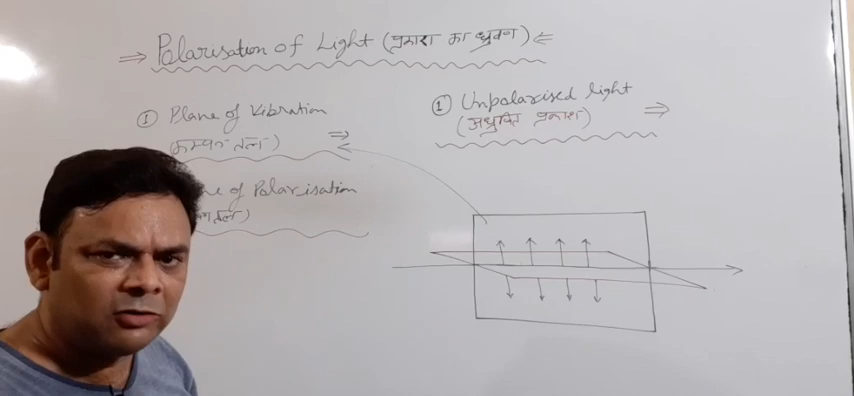 ⇒ Polarisation of Light (प्रकाश का ध्रुवण) ⇐
① Plane of Vibration ⇒
(कम्पन तल)
of Polarisation
तल)
① Unpolarised light ⇒
(अध्रुवित प्रकाश)